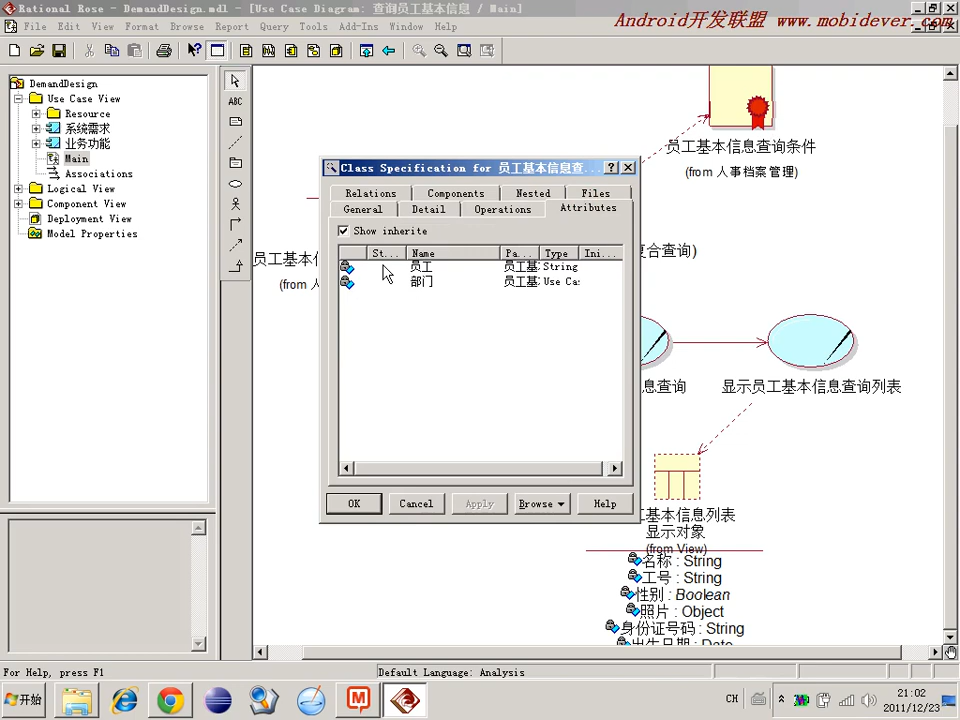 Rational Rose - DemandDesign.mdl - [Use Case Diagram: 查询员工基本信息 / Main]
Android开发联盟 www.mobidever.com
File Edit View Format Browse Report Query Tools Add-Ins Window Help
DemandDesign
Use Case View
Resource
系统需求
业务功能
Main
Associations
Logical View
Component View
Deployment View
Model Properties
ABC
员工基本信息查询条件
(from 人事档案管理)
复合查询)
员工基本
(from 人
息查询
显示员工基本信息查询列表
Class Specification for 员工基本信息查...
Relations Components Nested Files
General Detail Operations Attributes
Show inherite
St... Name Pa... Type Ini...
员工 员工基 String
部门 员工基 Use Ca
OK Cancel Apply Browse Help
基本信息列表
显示对象
(from View)
名称 : String
工号 : String
性别 : Boolean
照片 : Object
身份证号码 : String
出生日期 : Date
For Help, press F1
Default Language: Analysis
开始
CH
21:02
2011/12/23